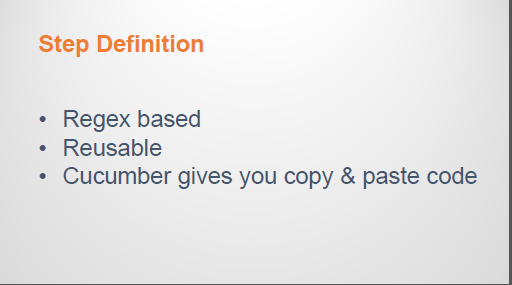 Step Definition
• Regex based
• Reusable
• Cucumber gives you copy & paste code